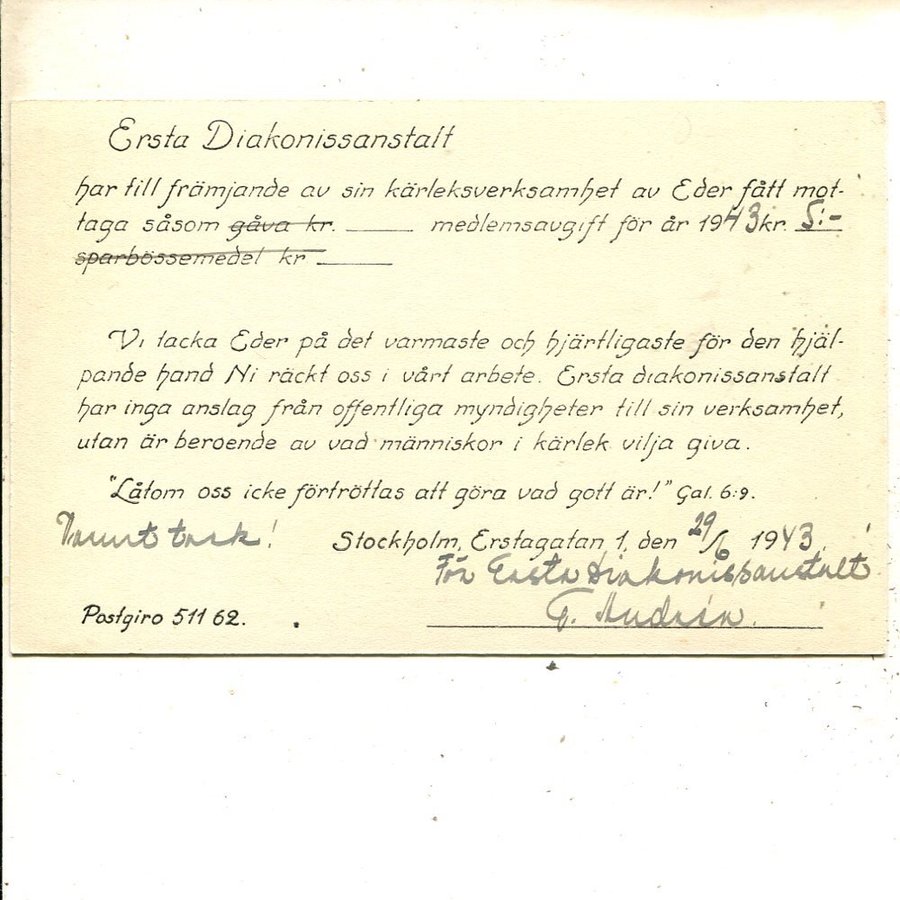 Ersta Diakonissanstalt
har till främjande av sin kärleksverksamhet av Eder fått mot-
taga såsom gåva kr. ____ medlemsavgift för år 1943 kr. 5:-
sparbössemedel kr ____
Vi tacka Eder på det varmaste och hjärtligaste för den hjäl-
pande hand Ni räckt oss i vårt arbete. Ersta diakonissanstalt
har inga anslag från offentliga myndigheter till sin verksamhet,
utan är beroende av vad människor i kärlek vilja giva.
"Låtom oss icke förtröttas att göra vad gott är!" Gal. 6:9.
Varmt tack! Stockholm, Erstagatan 1, den 29/6 1943
För Ersta Diakonissanstalt
Postgiro 511 62.